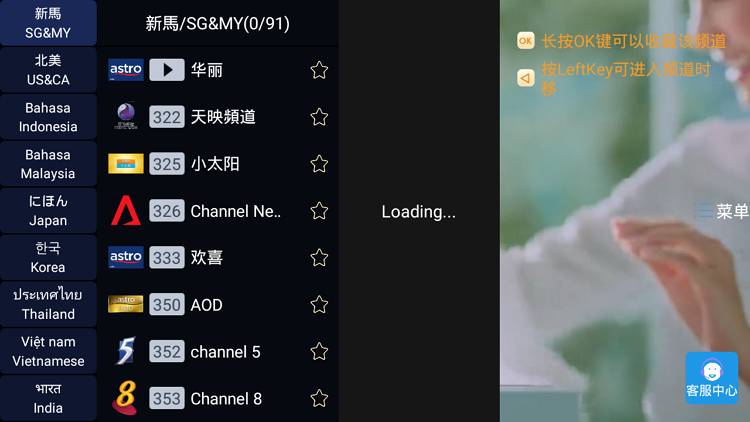 新馬
SG&MY
北美
US&CA
Bahasa
Indonesia
Bahasa
Malaysia
にほん
Japan
한국
Korea
ประเทศไทย
Thailand
Việt nam
Vietnamese
भारत
India
新馬/SG&MY(0/91)
astro 华丽
322 天映頻道
325 小太阳
326 Channel Ne..
astro 333 欢喜
astro 350 AOD
5 352 channel 5
8 353 Channel 8
Loading...
OK 长按OK键可以收藏该频道
按LeftKey可进入频道时
移
菜单
客服中心